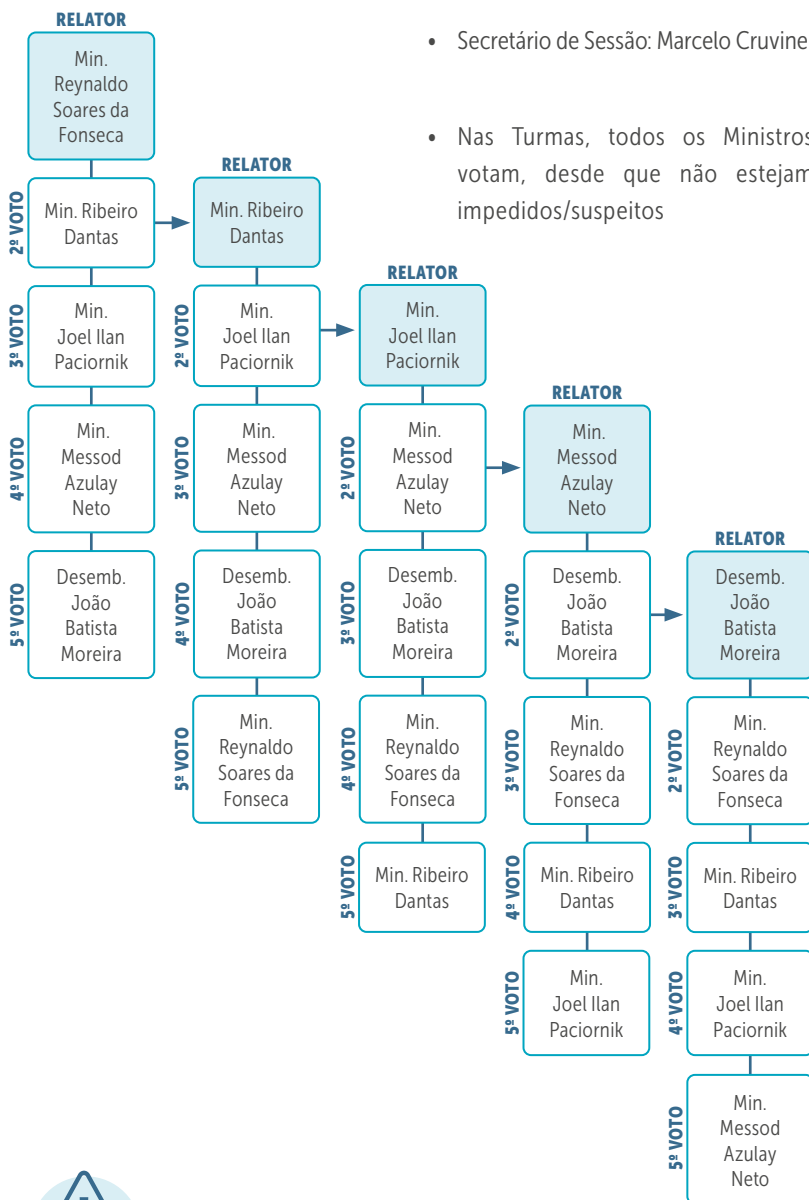 • Secretário de Sessão: Marcelo Cruvine
• Nas Turmas, todos os Ministros
votam, desde que não estejam
impedidos/suspeitos
RELATOR
Min.
Reynaldo
Soares da
Fonseca
2º VOTO
Min. Ribeiro
Dantas
3º VOTO
Min.
Joel Ilan
Paciornik
4º VOTO
Min.
Messod
Azulay
Neto
5º VOTO
Desemb.
João
Batista
Moreira
RELATOR
Min. Ribeiro
Dantas
2º VOTO
Min.
Joel Ilan
Paciornik
3º VOTO
Min.
Messod
Azulay
Neto
4º VOTO
Desemb.
João
Batista
Moreira
5º VOTO
Min.
Reynaldo
Soares da
Fonseca
RELATOR
Min.
Joel Ilan
Paciornik
2º VOTO
Min.
Messod
Azulay
Neto
3º VOTO
Desemb.
João
Batista
Moreira
4º VOTO
Min.
Reynaldo
Soares da
Fonseca
5º VOTO
Min. Ribeiro
Dantas
RELATOR
Min.
Messod
Azulay
Neto
2º VOTO
Desemb.
João
Batista
Moreira
3º VOTO
Min.
Reynaldo
Soares da
Fonseca
4º VOTO
Min. Ribeiro
Dantas
5º VOTO
Min.
Joel Ilan
Paciornik
RELATOR
Desemb.
João
Batista
Moreira
2º VOTO
Min.
Reynaldo
Soares da
Fonseca
3º VOTO
Min. Ribeiro
Dantas
4º VOTO
Min.
Joel Ilan
Paciornik
5º VOTO
Min.
Messod
Azulay
Neto